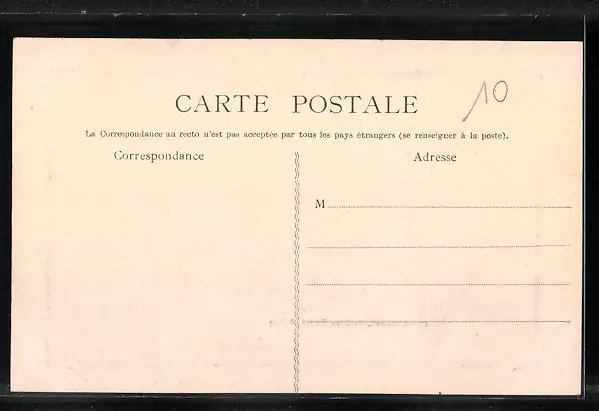 CARTE POSTALE
10
La Correspondance au recto n'est pas acceptée par tous les pays étrangers (se renseigner à la poste).
Correspondance
Adresse
M